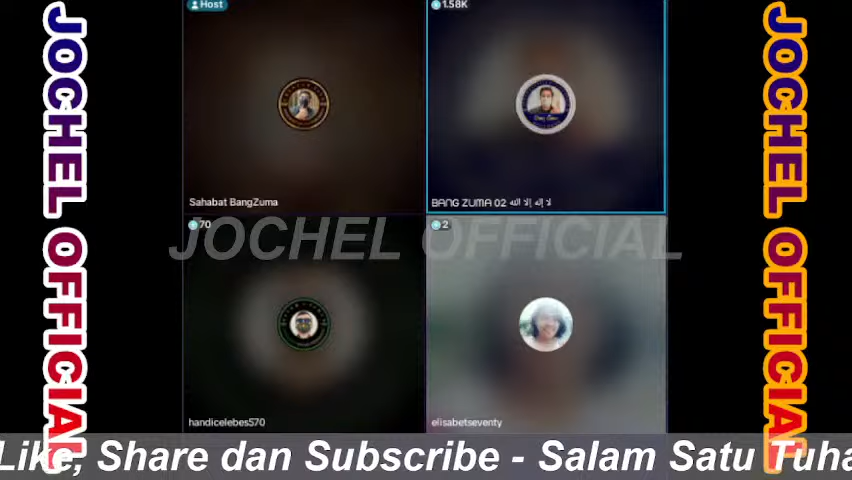 JOCHEL OFFICIAL
Host
1.58K
JOCHEL OFFICIAL
Sahabat BangZuma
BANG ZUMA 02 لا إله إلا الله
JOCHEL OFFICIAL
70
2
handicelebes570
elisabetseventy
Like, Share dan Subscribe - Salam Satu Tuha